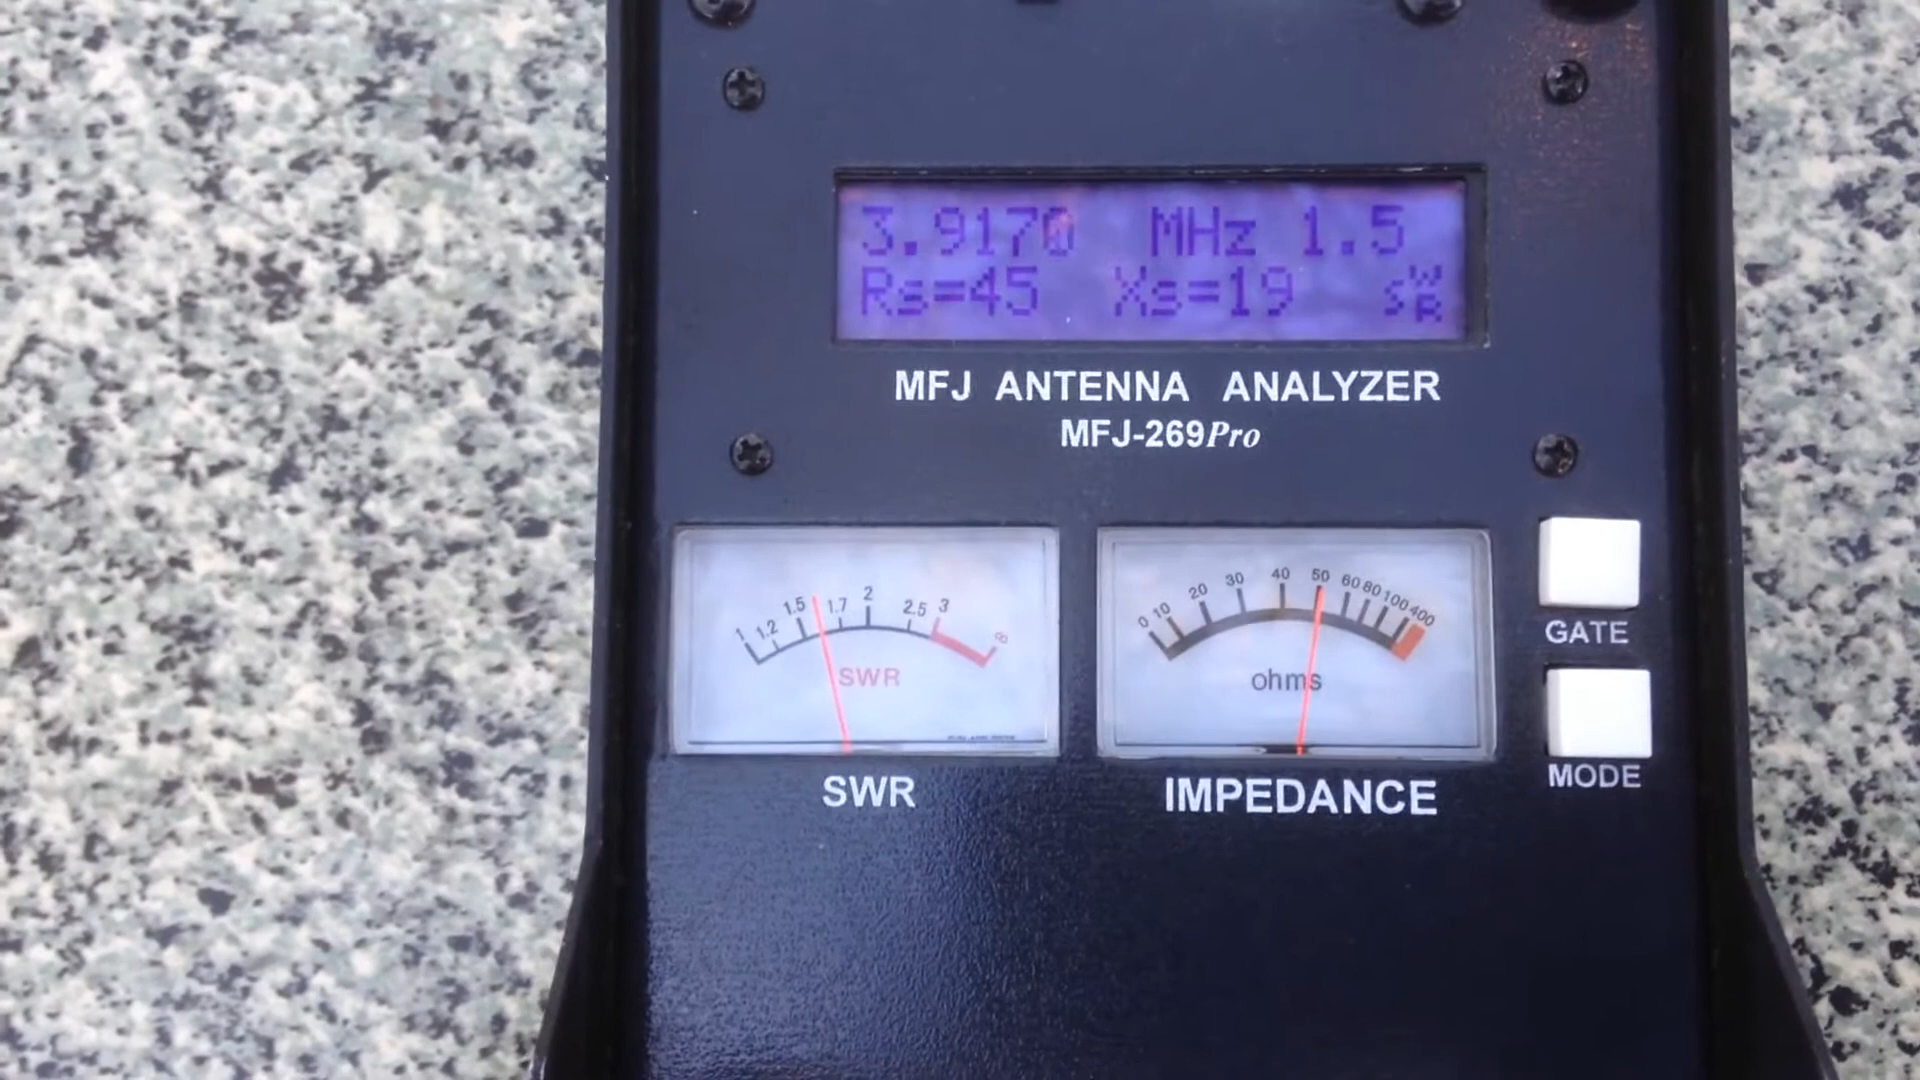 3.9170 MHz 1.5
Rs=45 Xs=19 SWR
MFJ ANTENNA ANALYZER
MFJ-269Pro
1 1.2 1.5 1.7 2 2.5 3 ∞
SWR
0 10 20 30 40 50 60 80 100 400
ohms
GATE
SWR
IMPEDANCE
MODE